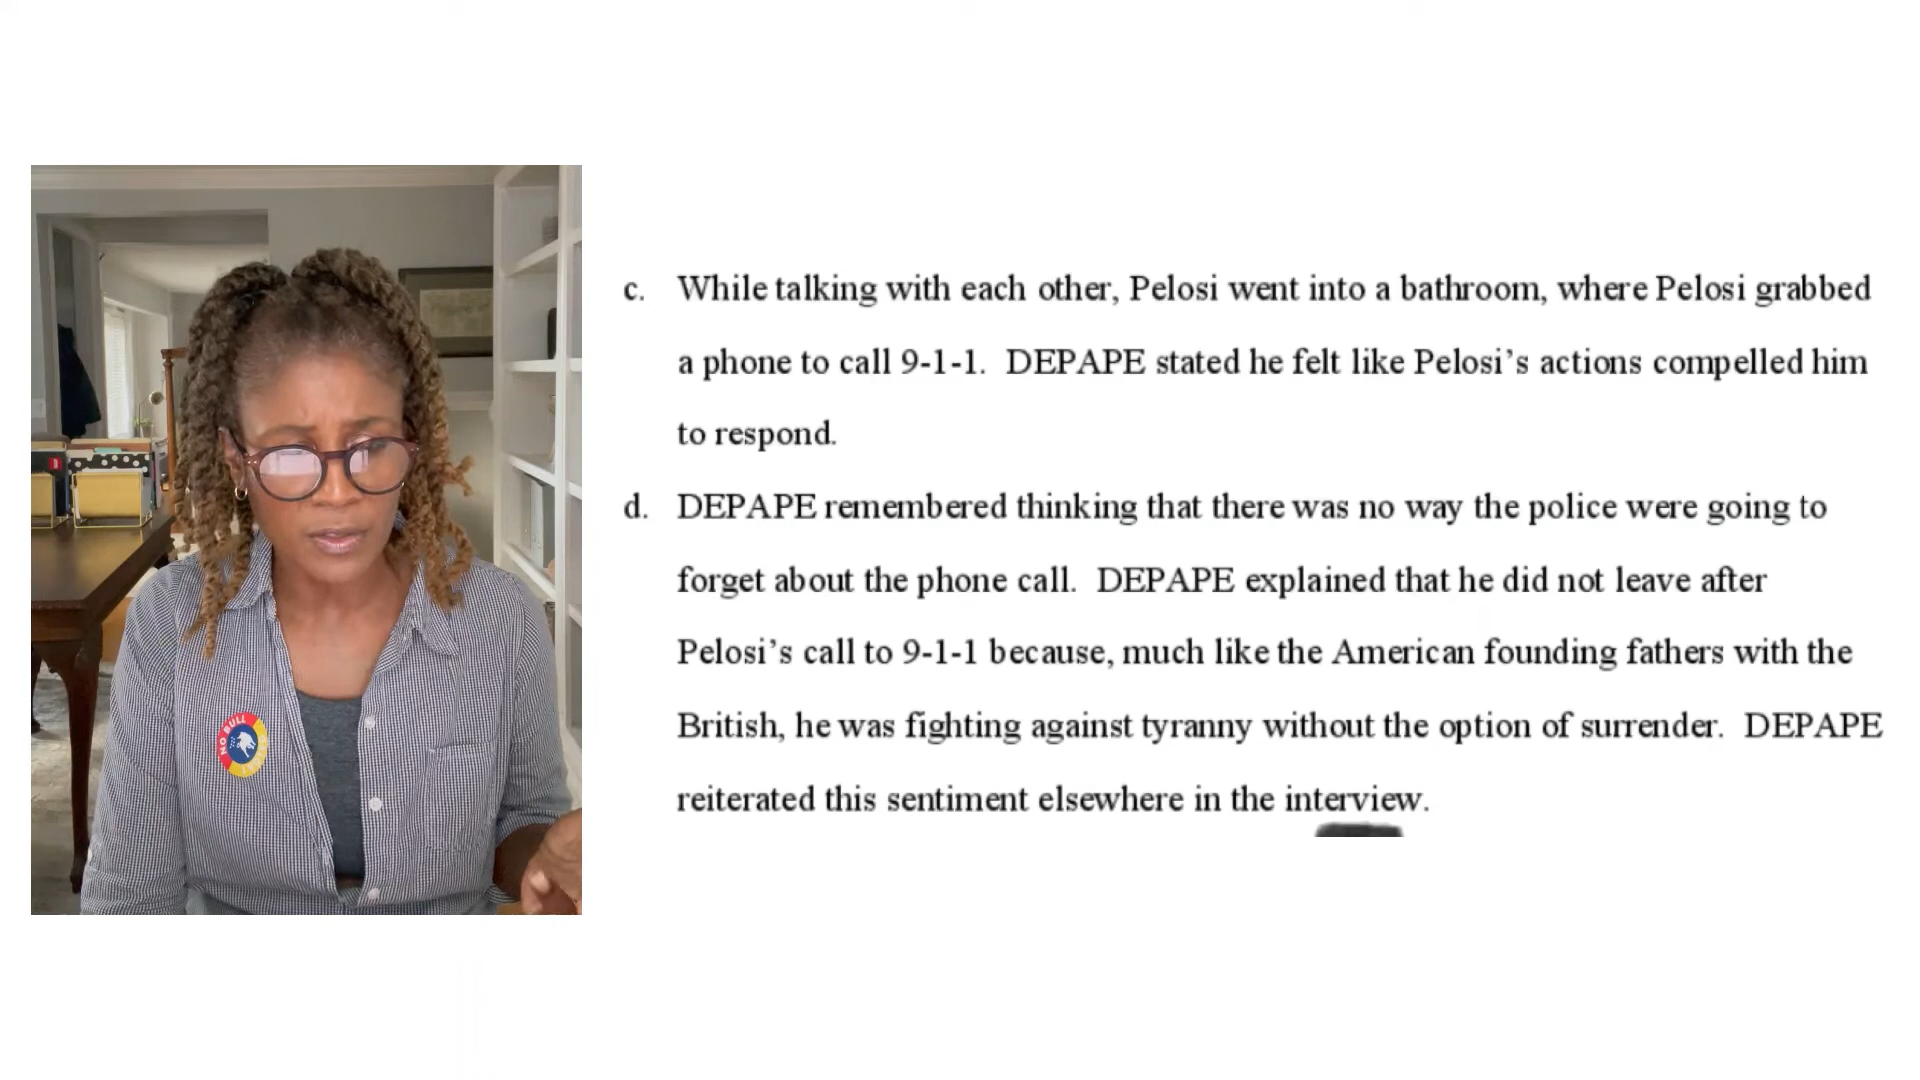 c. While talking with each other, Pelosi went into a bathroom, where Pelosi grabbed
a phone to call 9-1-1.  DEPAPE stated he felt like Pelosi’s actions compelled him
to respond.
d. DEPAPE remembered thinking that there was no way the police were going to
forget about the phone call.  DEPAPE explained that he did not leave after
Pelosi’s call to 9-1-1 because, much like the American founding fathers with the
British, he was fighting against tyranny without the option of surrender.  DEPAPE
reiterated this sentiment elsewhere in the interview.
NO BULL